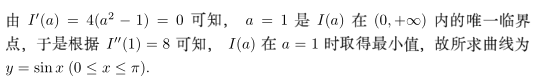 由 I′(a) = 4(a² − 1) = 0 可知， a = 1 是 I(a) 在 (0, +∞) 内的唯一临界
点，于是根据 I″(1) = 8 可知， I(a) 在 a = 1 时取得最小值，故所求曲线为
y = sin x (0 ≤ x ≤ π).